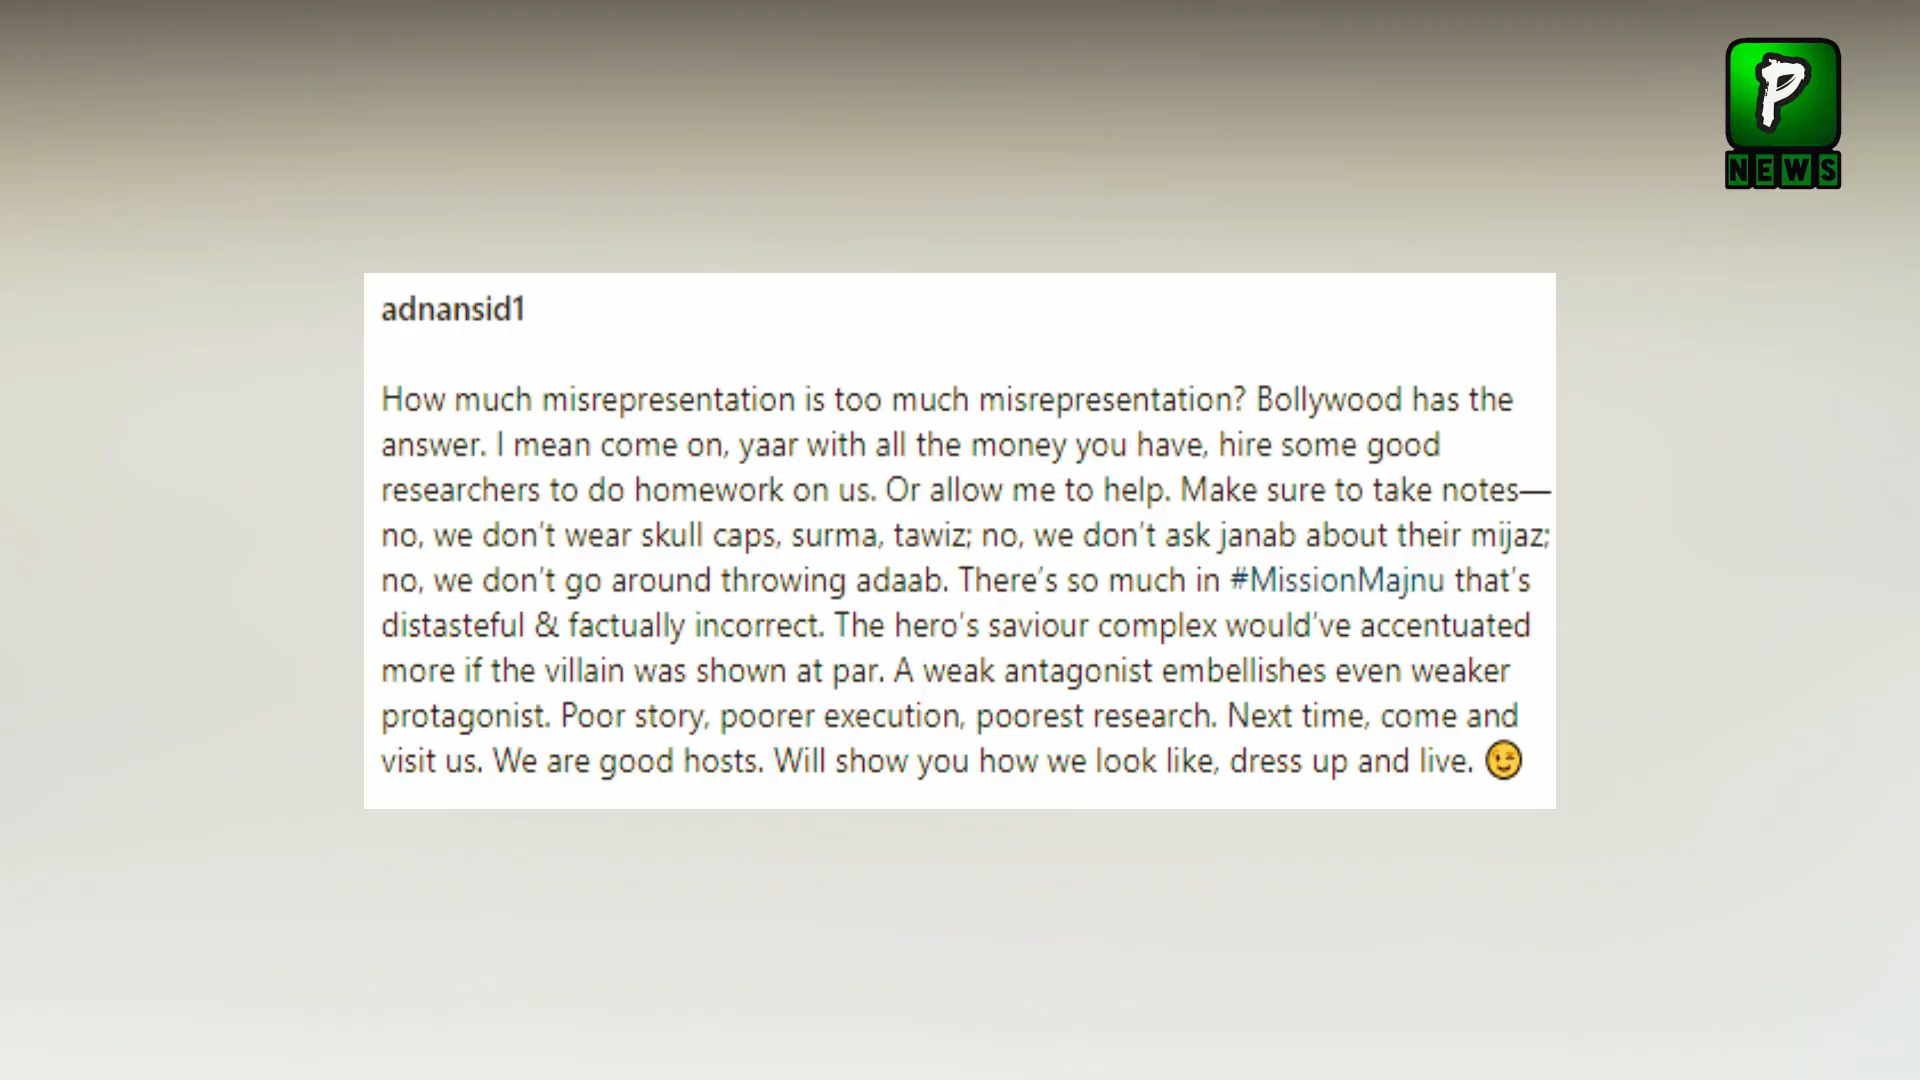 P
NEWS
adnansid1
How much misrepresentation is too much misrepresentation? Bollywood has the
answer. I mean come on, yaar with all the money you have, hire some good
researchers to do homework on us. Or allow me to help. Make sure to take notes—
no, we don't wear skull caps, surma, tawiz; no, we don't ask janab about their mijaz;
no, we don't go around throwing adaab. There's so much in #MissionMajnu that's
distasteful & factually incorrect. The hero's saviour complex would've accentuated
more if the villain was shown at par. A weak antagonist embellishes even weaker
protagonist. Poor story, poorer execution, poorest research. Next time, come and
visit us. We are good hosts. Will show you how we look like, dress up and live. 😉